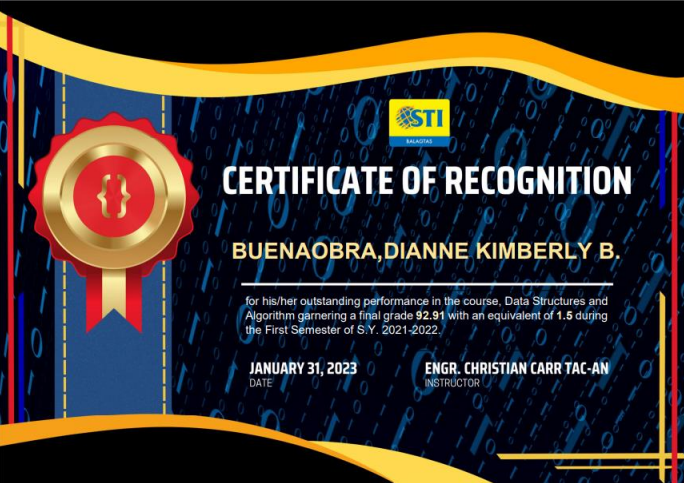 STI
BALAGTAS
CERTIFICATE OF RECOGNITION
{}
BUENAOBRA,DIANNE KIMBERLY B.
for his/her outstanding performance in the course, Data Structures and
Algorithm garnering a final grade 92.91 with an equivalent of 1.5 during
the First Semester of S.Y. 2021-2022.
JANUARY 31, 2023
DATE
ENGR. CHRISTIAN CARR TAC-AN
INSTRUCTOR